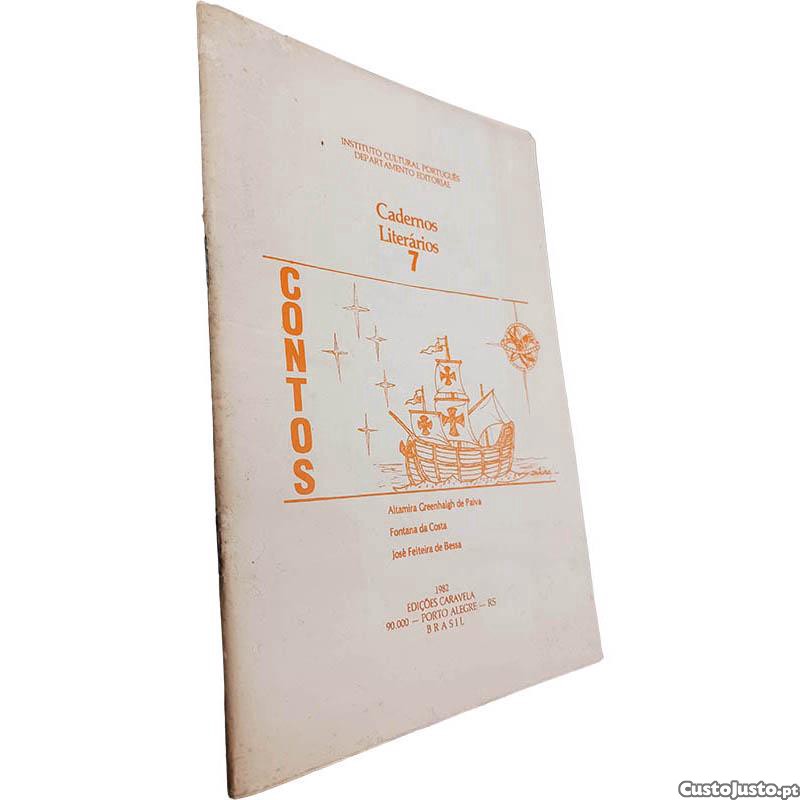 INSTITUTO CULTURAL PORTUGUÊS
DEPARTAMENTO EDITORIAL
Cadernos
Literários
7
CONTOS
Altamira Greenhalgh de Paiva
Fontana da Costa
José Feiteira de Bessa
1982
EDIÇÕES CARAVELA
90.000 — PORTO ALEGRE — RS
BRASIL
CustoJusto.pt